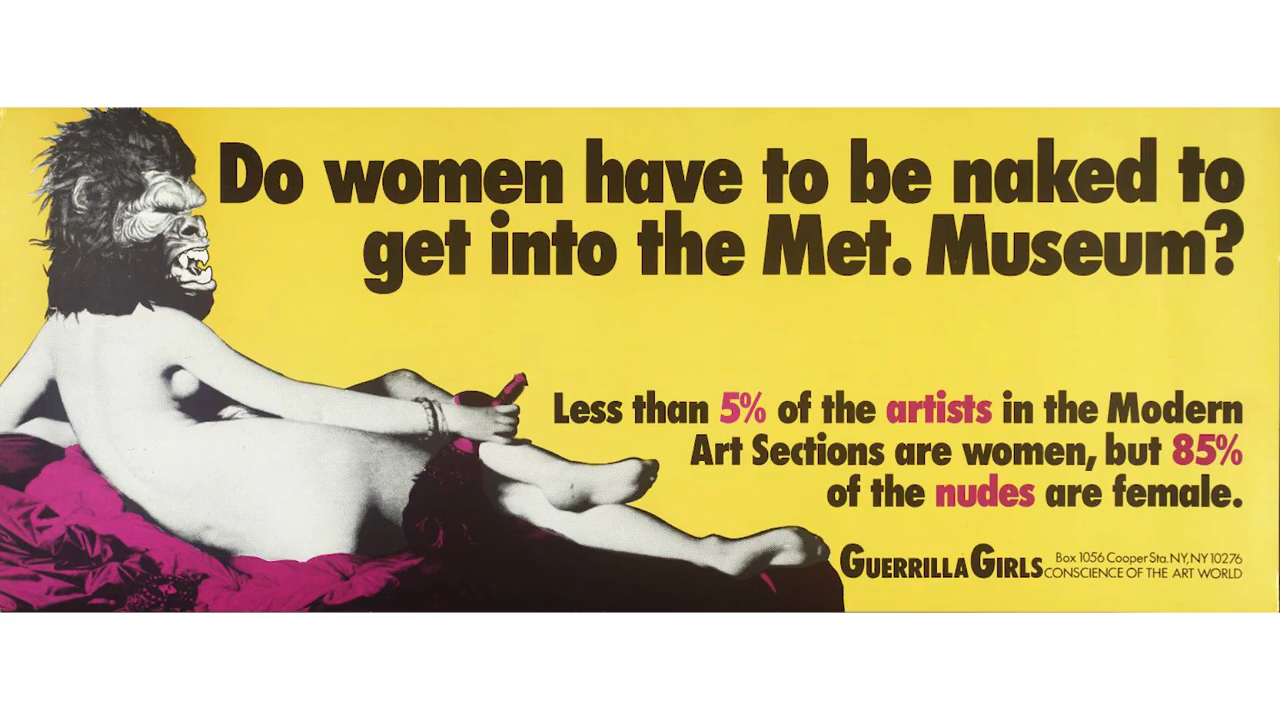 Do women have to be naked to
get into the Met. Museum?
Less than 5% of the artists in the Modern
Art Sections are women, but 85%
of the nudes are female.
GUERRILLA GIRLS Box 1056 Cooper Sta. NY, NY 10276
CONSCIENCE OF THE ART WORLD